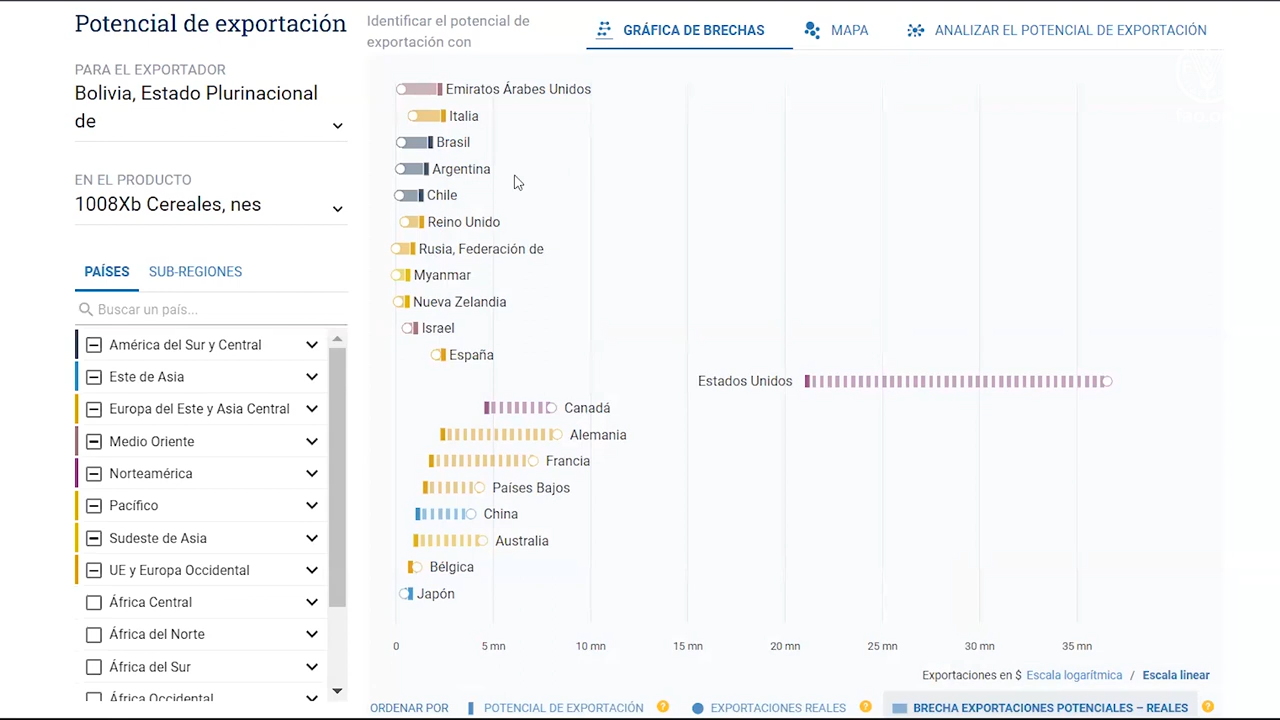 Potencial de exportación
PARA EL EXPORTADOR
Bolivia, Estado Plurinacional
de
EN EL PRODUCTO
1008Xb Cereales, nes
PAÍSES
SUB-REGIONES
Buscar un país...
América del Sur y Central
Este de Asia
Europa del Este y Asia Central
Medio Oriente
Norteamérica
Pacífico
Sudeste de Asia
UE y Europa Occidental
África Central
África del Norte
África del Sur
África Occidental
Identificar el potencial de
exportación con
GRÁFICA DE BRECHAS
MAPA
ANALIZAR EL POTENCIAL DE EXPORTACIÓN
Emiratos Árabes Unidos
Italia
Brasil
Argentina
Chile
Reino Unido
Rusia, Federación de
Myanmar
Nueva Zelandia
Israel
España
Estados Unidos
Canadá
Alemania
Francia
Países Bajos
China
Australia
Bélgica
Japón
0 5 mn 10 mn 15 mn 20 mn 25 mn 30 mn 35 mn
Exportaciones en $ Escala logarítmica / Escala linear
ORDENAR POR POTENCIAL DE EXPORTACIÓN ? EXPORTACIONES REALES ? BRECHA EXPORTACIONES POTENCIALES – REALES ?